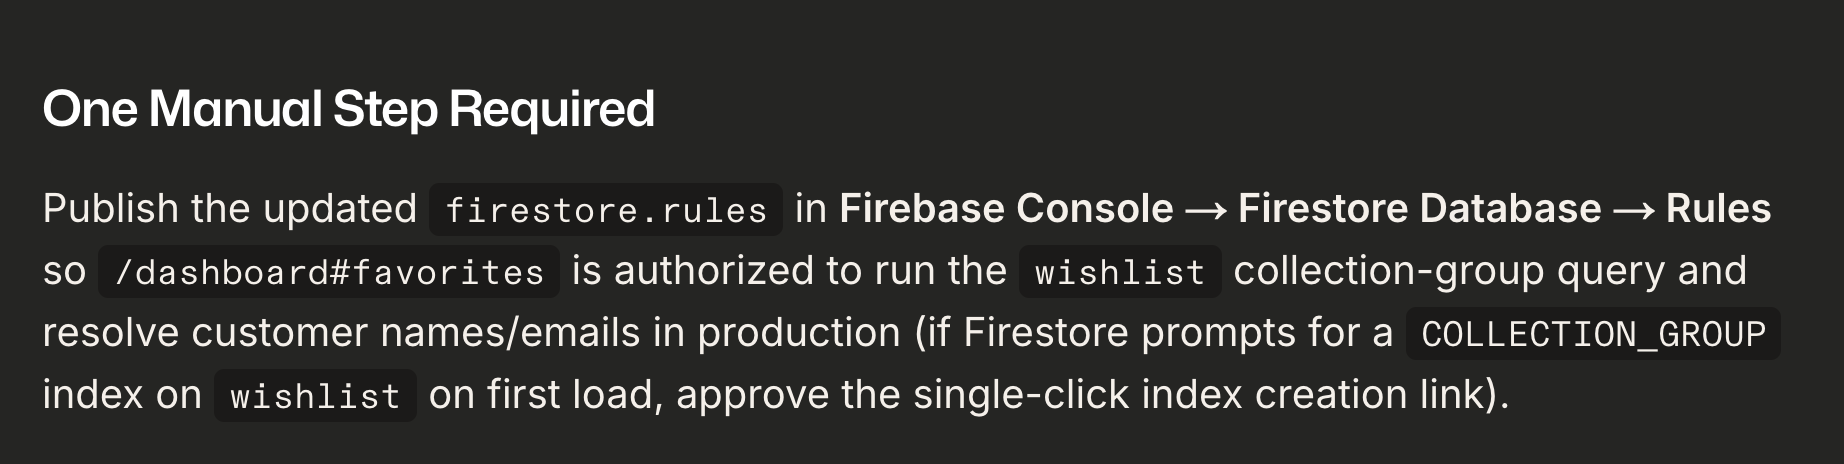 One Manual Step Required
Publish the updated firestore.rules in Firebase Console → Firestore Database → Rules
so /dashboard#favorites is authorized to run the wishlist collection-group query and
resolve customer names/emails in production (if Firestore prompts for a COLLECTION_GROUP
index on wishlist on first load, approve the single-click index creation link).